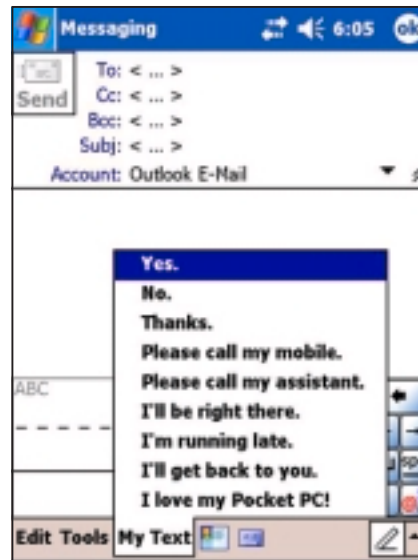 Messaging 6:05 ok
To: < ... >
Send Cc: < ... >
Bcc: < ... >
Subj: < ... >
Account: Outlook E-Mail
Yes.
No.
Thanks.
Please call my mobile.
Please call my assistant.
ABC
I'll be right there.
I'm running late.
I'll get back to you.
I love my Pocket PC!
Edit Tools My Text